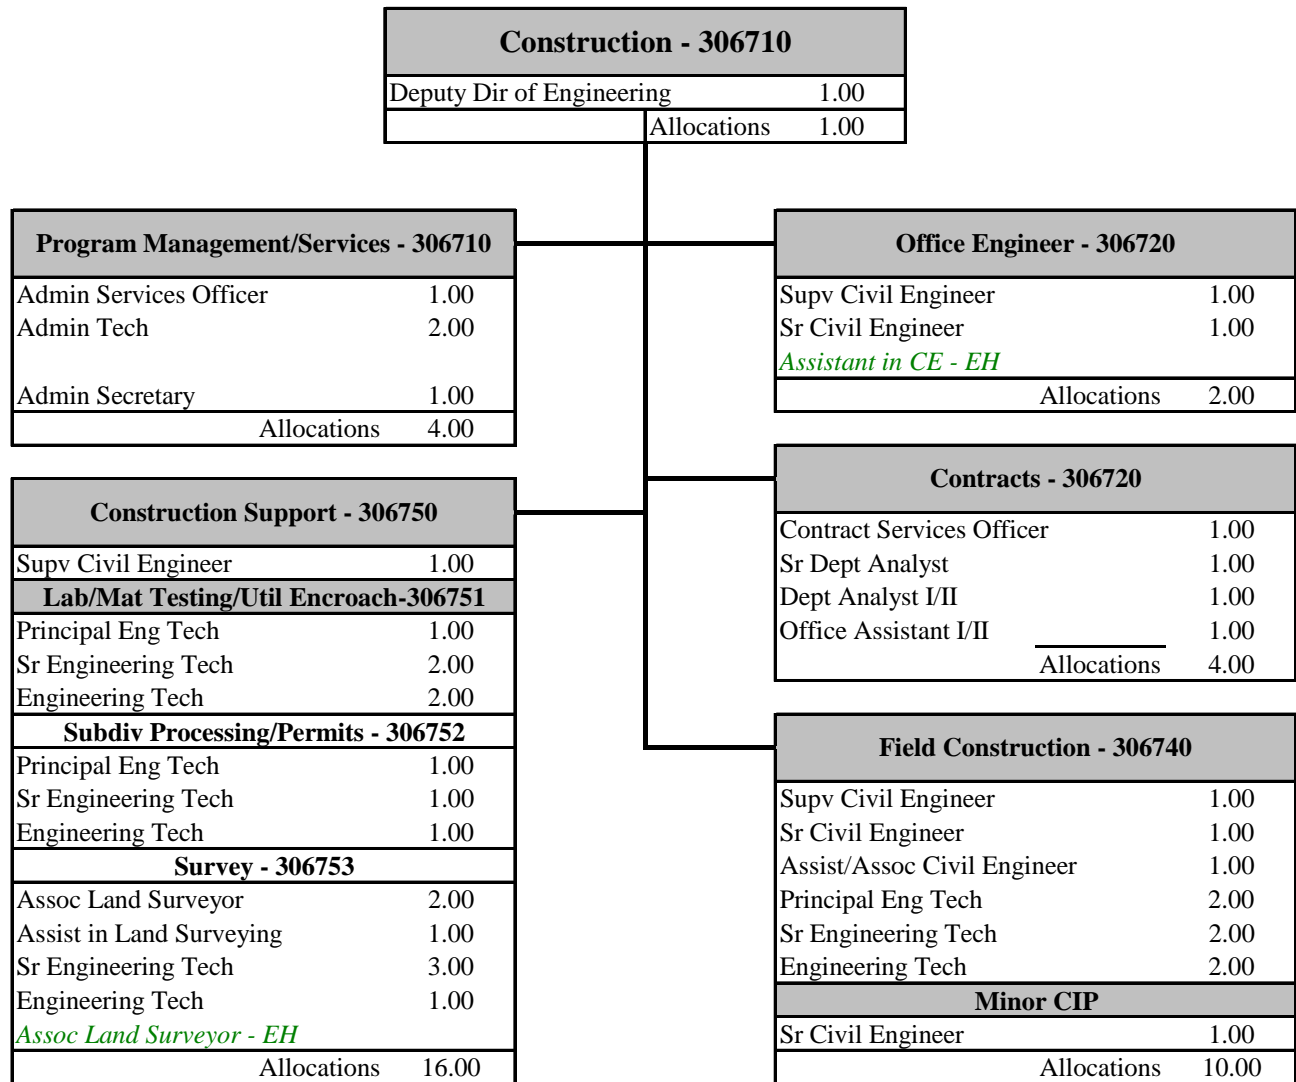 Construction - 306710
Deputy Dir of Engineering 1.00
Allocations 1.00
Program Management/Services - 306710
Admin Services Officer 1.00
Admin Tech 2.00
Admin Secretary 1.00
Allocations 4.00
Construction Support - 306750
Supv Civil Engineer 1.00
Lab/Mat Testing/Util Encroach-306751
Principal Eng Tech 1.00
Sr Engineering Tech 2.00
Engineering Tech 2.00
Subdiv Processing/Permits - 306752
Principal Eng Tech 1.00
Sr Engineering Tech 1.00
Engineering Tech 1.00
Survey - 306753
Assoc Land Surveyor 2.00
Assist in Land Surveying 1.00
Sr Engineering Tech 3.00
Engineering Tech 1.00
Assoc Land Surveyor - EH
Allocations 16.00
Office Engineer - 306720
Supv Civil Engineer 1.00
Sr Civil Engineer 1.00
Assistant in CE - EH
Allocations 2.00
Contracts - 306720
Contract Services Officer 1.00
Sr Dept Analyst 1.00
Dept Analyst I/II 1.00
Office Assistant I/II 1.00
Allocations 4.00
Field Construction - 306740
Supv Civil Engineer 1.00
Sr Civil Engineer 1.00
Assist/Assoc Civil Engineer 1.00
Principal Eng Tech 2.00
Sr Engineering Tech 2.00
Engineering Tech 2.00
Minor CIP
Sr Civil Engineer 1.00
Allocations 10.00